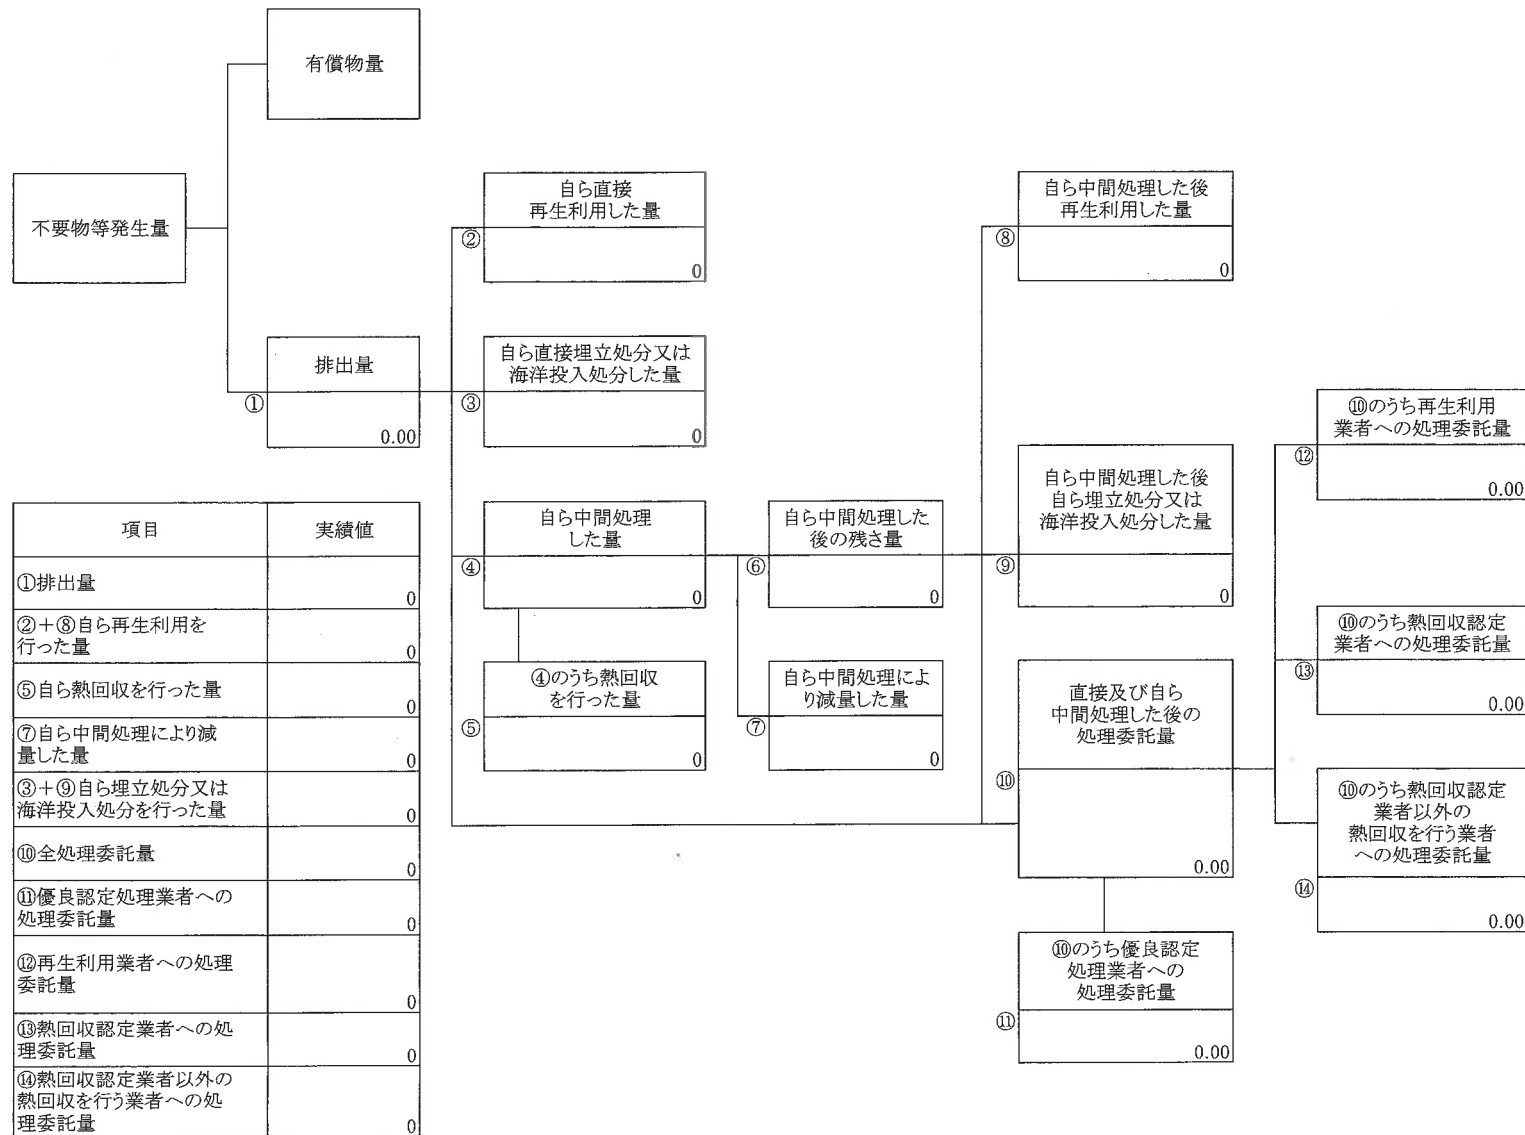 有償物量
不要物等発生量
排出量
①
0.00
自ら直接
再生利用した量
②
0
自ら直接埋立処分又は
海洋投入処分した量
③
0
自ら中間処理
した量
④
0
④のうち熱回収
を行った量
⑤
0
自ら中間処理した
後の残さ量
⑥
0
自ら中間処理によ
り減量した量
⑦
0
自ら中間処理した後
再生利用した量
⑧
0
自ら中間処理した後
自ら埋立処分又は
海洋投入処分した量
⑨
0
直接及び自ら
中間処理した後の
処理委託量
⑩
0.00
⑩のうち優良認定
処理業者への
処理委託量
⑪
0.00
⑩のうち再生利用
業者への処理委託量
⑫
0.00
⑩のうち熱回収認定
業者への処理委託量
⑬
0.00
⑩のうち熱回収認定
業者以外の
熱回収を行う業者
への処理委託量
⑭
0.00
項目 実績値
①排出量
0
②+⑧自ら再生利用を
行った量
0
⑤自ら熱回収を行った量
0
⑦自ら中間処理により減
量した量
0
③+⑨自ら埋立処分又は
海洋投入処分を行った量
0
⑩全処理委託量
0
⑪優良認定処理業者への
処理委託量
0
⑫再生利用業者への処理
委託量
0
⑬熱回収認定業者への処
理委託量
0
⑭熱回収認定業者以外の
熱回収を行う業者への処
理委託量
0